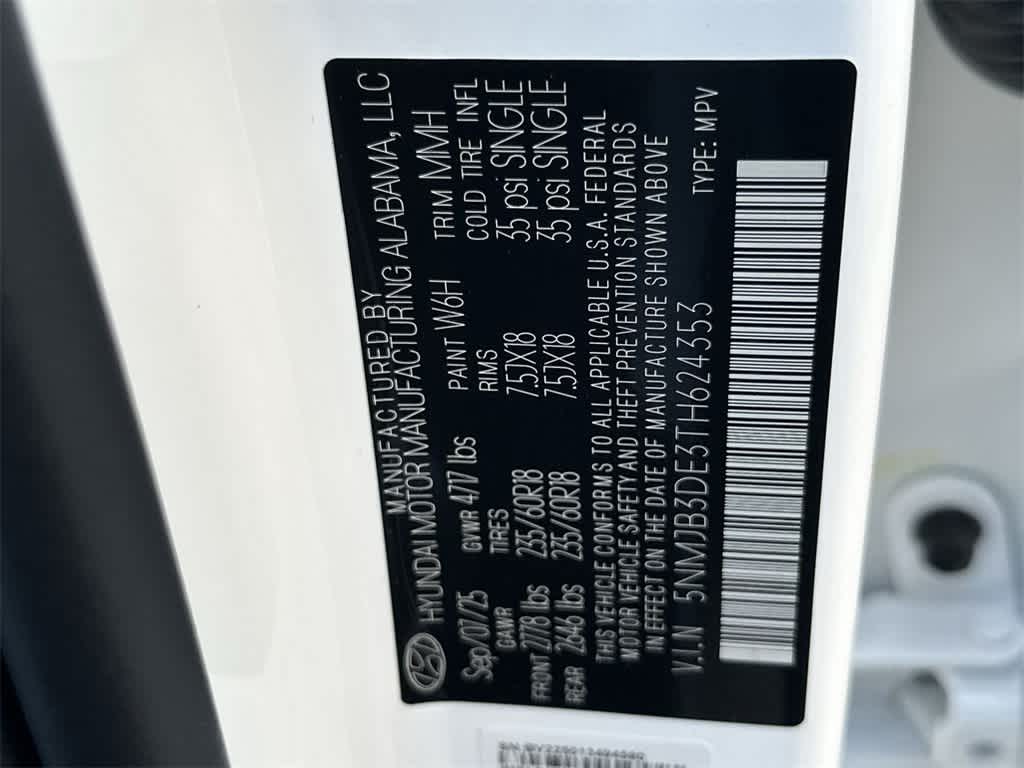 MANUFACTURED BY
HYUNDAI MOTOR MANUFACTURING ALABAMA, LLC
Sep/07/25 GVWR 4717 lbs PAINT W6H TRIM MMH
GAWR TIRES RIMS COLD TIRE INFL
FRONT 2778 lbs 235/60R18 7.5JX18 35 psi SINGLE
REAR 2646 lbs 235/60R18 7.5JX18 35 psi SINGLE
THIS VEHICLE CONFORMS TO ALL APPLICABLE U.S.A. FEDERAL
MOTOR VEHICLE SAFETY AND THEFT PREVENTION STANDARDS
IN EFFECT ON THE DATE OF MANUFACTURE SHOWN ABOVE
V.I.N 5NMJB3DE3TH624353 TYPE: MPV